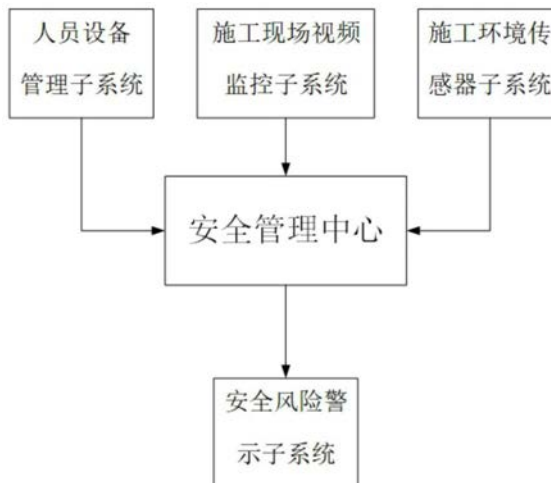 人员设备
管理子系统
施工现场视频
监控子系统
施工环境传
感器子系统
安全管理中心
安全风险警
示子系统